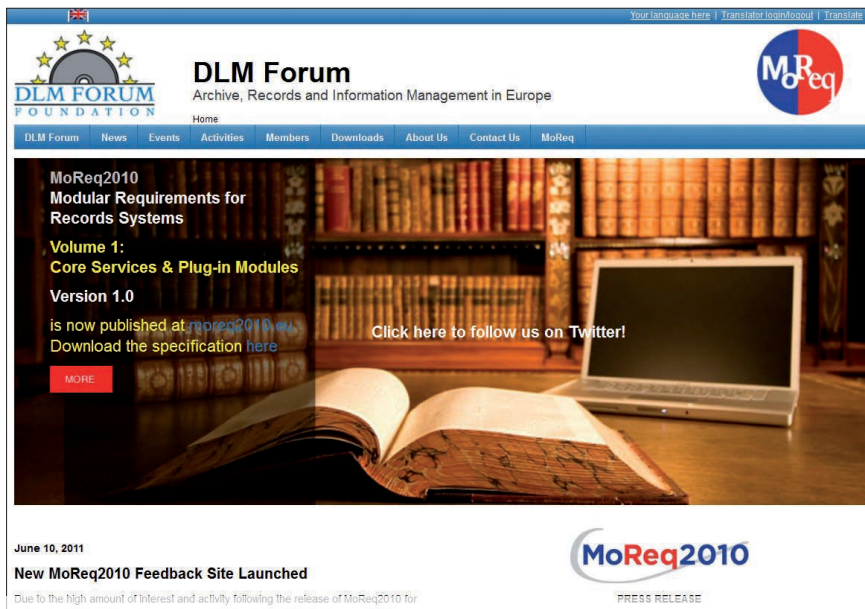 Your language here | Translator login/logout | Translate
DLM FORUM
FOUNDATION
DLM Forum
Archive, Records and Information Management in Europe
Home
MoReq
DLM Forum News Events Activities Members Downloads About Us Contact Us MoReq
MoReq2010
Modular Requirements for
Records Systems
Volume 1:
Core Services & Plug-in Modules
Version 1.0
is now published at moreq2010.eu
Download the specification here
MORE
Click here to follow us on Twitter!
June 10, 2011
New MoReq2010 Feedback Site Launched
Due to the high amount of interest and activity following the release of MoReq2010 for
MoReq2010
PRESS RELEASE